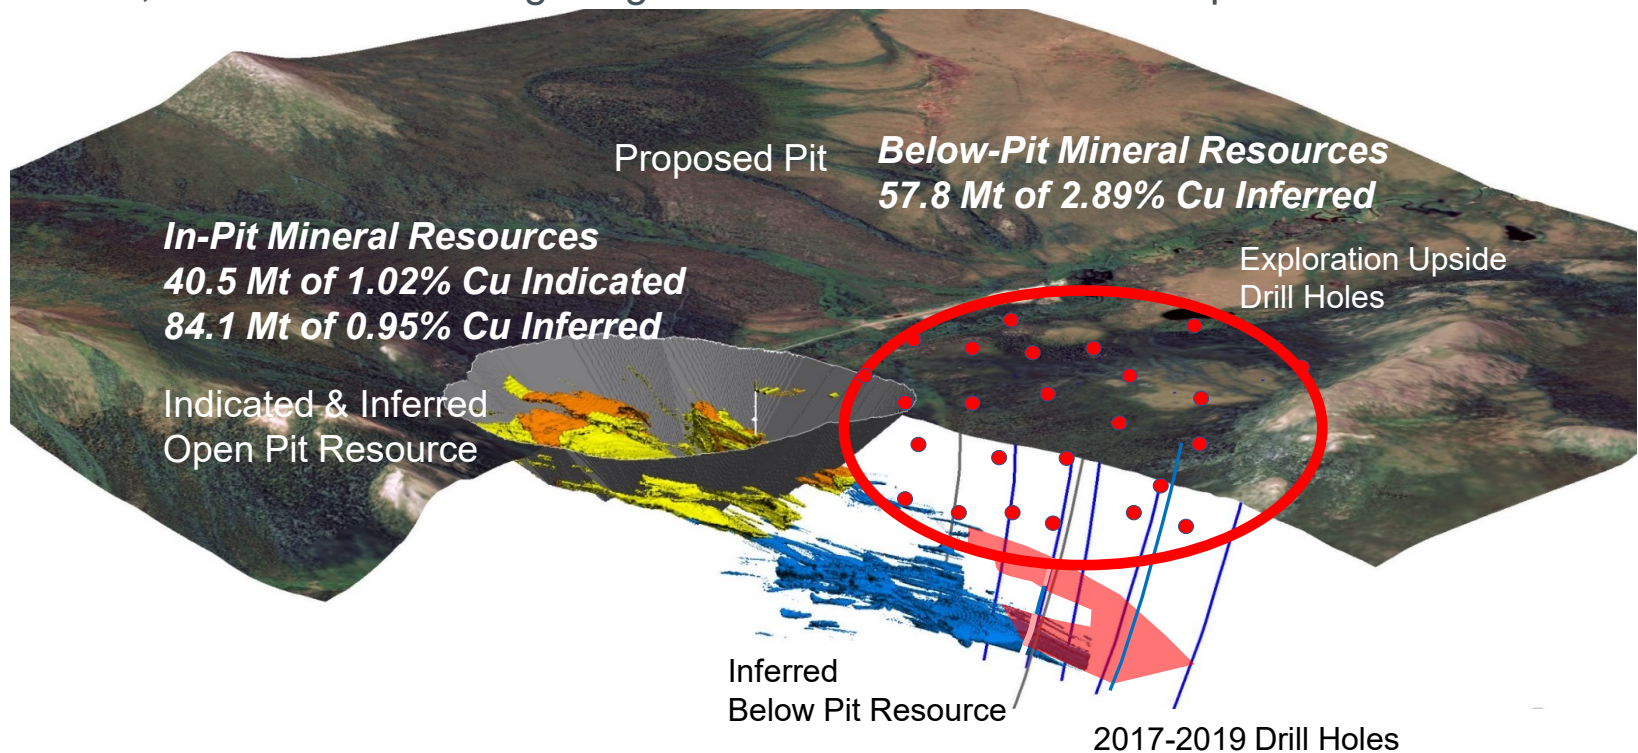 Proposed Pit
Below-Pit Mineral Resources
57.8 Mt of 2.89% Cu Inferred
In-Pit Mineral Resources
40.5 Mt of 1.02% Cu Indicated
84.1 Mt of 0.95% Cu Inferred
Exploration Upside
Drill Holes
Indicated & Inferred
Open Pit Resource
Inferred
Below Pit Resource
2017-2019 Drill Holes